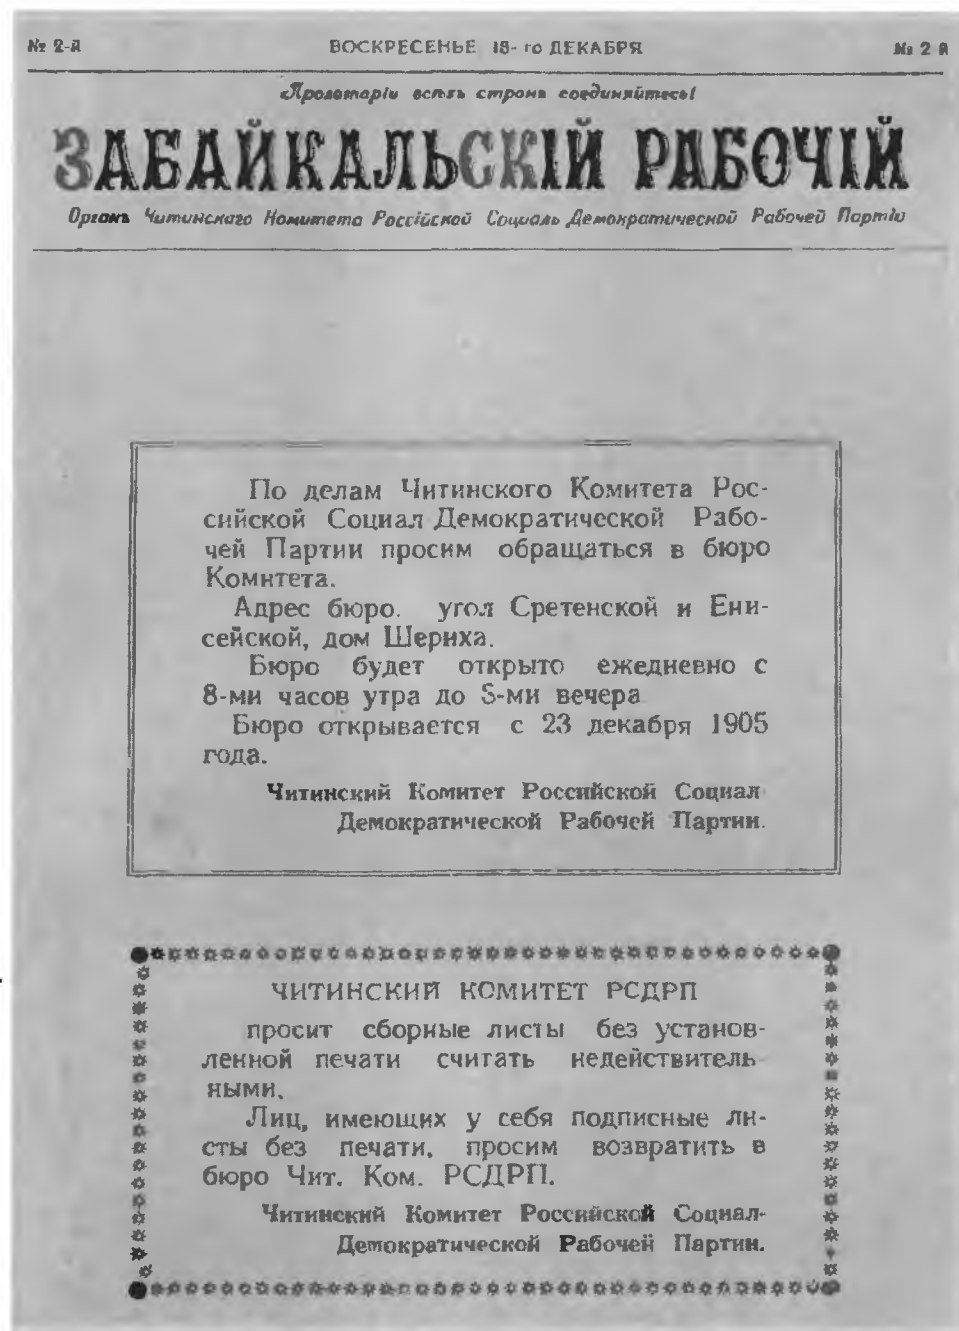 № 2-й ВОСКРЕСЕНЬЕ 18-го ДЕКАБРЯ № 2-й
«Пролетаріи всѣхъ странъ соединяйтесь!
ЗАБАЙКАЛЬСКІЙ РАБОЧІЙ
Органъ Читинскаго Комитета Россійской Социаль Демократической Рабочей Партіи
По делам Читинского Комитета Рос-
сийской Социал Демократической Рабо-
чей Партии просим обращаться в бюро
Комитета.
Адрес бюро. угол Сретенской и Ени-
сейской, дом Шериха.
Бюро будет открыто ежедневно с
8-ми часов утра до 8-ми вечера
Бюро открывается с 23 декабря 1905
года.
Читинский Комитет Российской Социал
Демократической Рабочей Партии.
ЧИТИНСКИЙ КОМИТЕТ РСДРП
просит сборные листы без установ-
ленной печати считать недействитель
ными.
Лиц, имеющих у себя подписные ли-
сты без печати, просим возвратить в
бюро Чит. Ком. РСДРП.
Читинский Комитет Российской Социал-
Демократической Рабочей Партии.